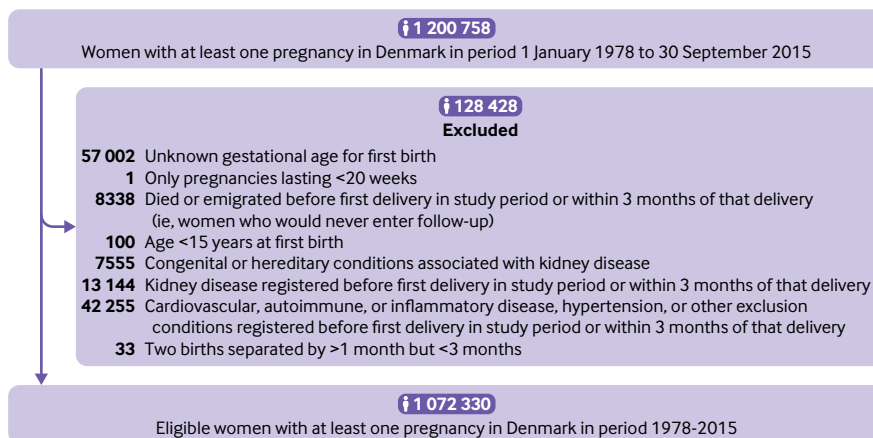 1 200 758
Women with at least one pregnancy in Denmark in period 1 January 1978 to 30 September 2015
128 428
Excluded
57 002 Unknown gestational age for first birth
1 Only pregnancies lasting <20 weeks
8338 Died or emigrated before first delivery in study period or within 3 months of that delivery
(ie, women who would never enter follow-up)
100 Age <15 years at first birth
7555 Congenital or hereditary conditions associated with kidney disease
13 144 Kidney disease registered before first delivery in study period or within 3 months of that delivery
42 255 Cardiovascular, autoimmune, or inflammatory disease, hypertension, or other exclusion
conditions registered before first delivery in study period or within 3 months of that delivery
33 Two births separated by >1 month but <3 months
1 072 330
Eligible women with at least one pregnancy in Denmark in period 1978-2015